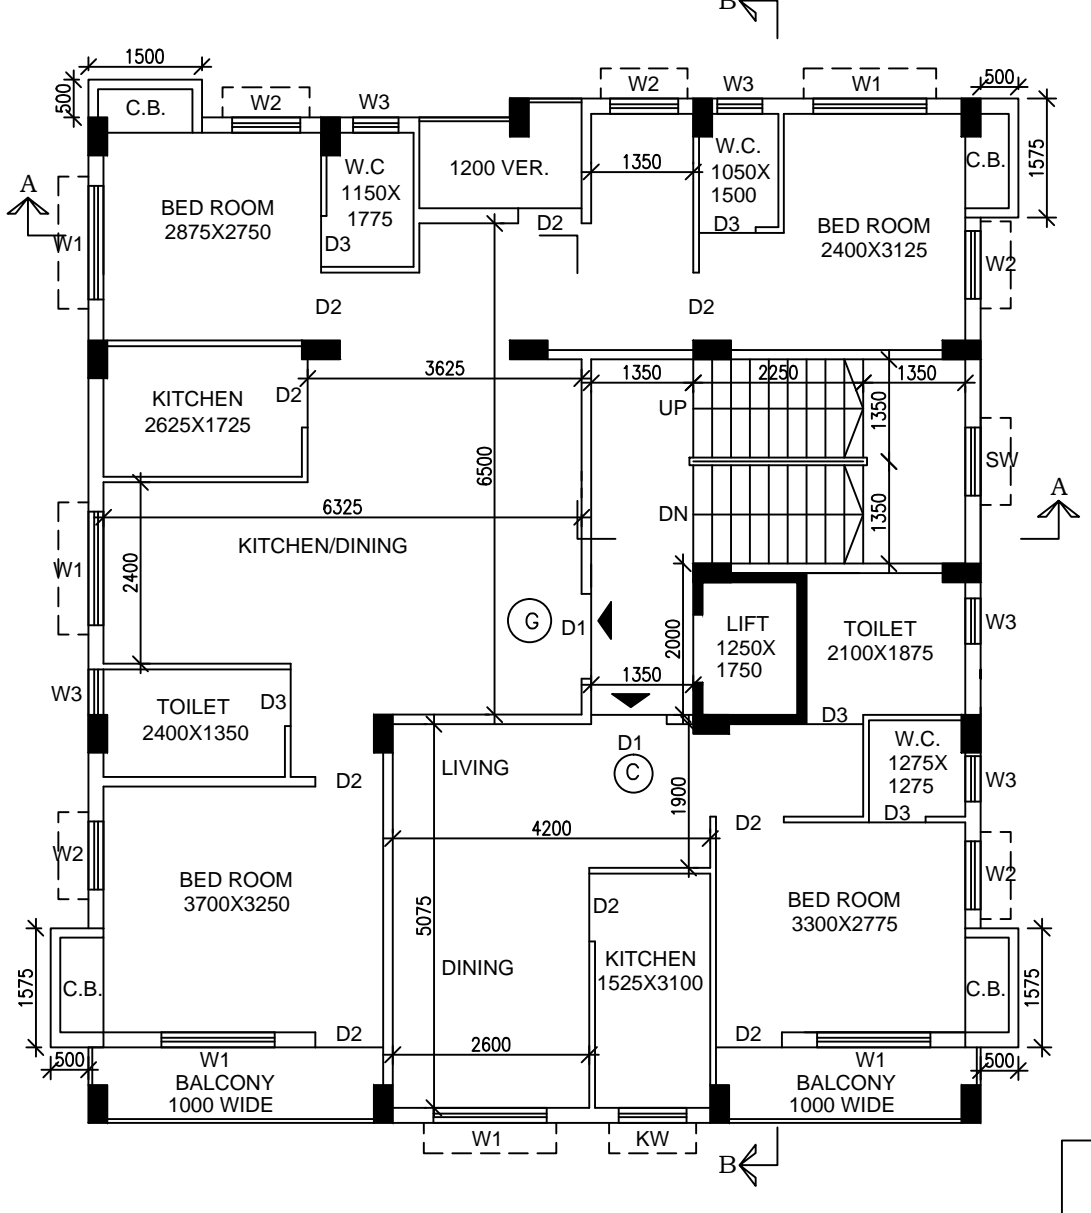 B
1500
500
C.B.
W2
W3
W2
W3
W1
500
1575
C.B.
A
W1
BED ROOM
2875X2750
W.C
1150X
1775
D3
1200 VER.
1350
D2
W.C.
1050X
1500
D3
BED ROOM
2400X3125
W2
D2
D2
KITCHEN
2625X1725
D2
3625
1350
2250
1350
UP
1350
SW
6500
A
6325
KITCHEN/DINING
DN
1350
W1
2400
G
D1
2000
LIFT
1250X
1750
TOILET
2100X1875
W3
1350
W3
TOILET
2400X1350
D3
D3
D1
C
LIVING
1900
W.C.
1275X
1275
D3
W3
D2
4200
D2
W2
BED ROOM
3700X3250
5075
D2
BED ROOM
3300X2775
W2
KITCHEN
1525X3100
DINING
1575
C.B.
C.B.
1575
D2
2600
D2
500
W1
BALCONY
1000 WIDE
W1
BALCONY
1000 WIDE
500
W1
KW
B